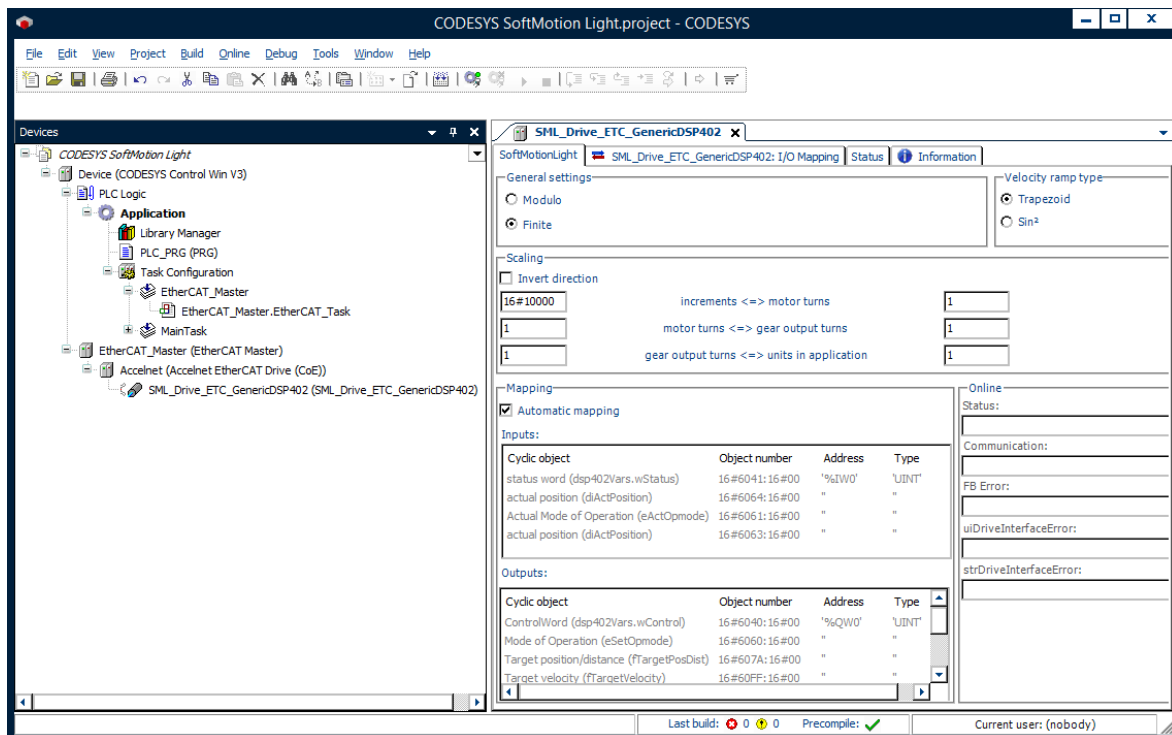 CODESYS SoftMotion Light.project - CODESYS
File Edit View Project Build Online Debug Tools Window Help
Devices
CODESYS SoftMotion Light
Device (CODESYS Control Win V3)
PLC Logic
Application
Library Manager
PLC_PRG (PRG)
Task Configuration
EtherCAT_Master
EtherCAT_Master.EtherCAT_Task
MainTask
EtherCAT_Master (EtherCAT Master)
Accelnet (Accelnet EtherCAT Drive (CoE))
SML_Drive_ETC_GenericDSP402 (SML_Drive_ETC_GenericDSP402)
SML_Drive_ETC_GenericDSP402
SoftMotionLight SML_Drive_ETC_GenericDSP402: I/O Mapping Status Information
General settings
Modulo
Finite
Velocity ramp type
Trapezoid
Sin²
Scaling
Invert direction
16#10000 increments <=> motor turns 1
1 motor turns <=> gear output turns 1
1 gear output turns <=> units in application 1
Mapping
Automatic mapping
Inputs:
Cyclic object Object number Address Type
status word (dsp402Vars.wStatus) 16#6041:16#00 '%IW0' 'UINT'
actual position (diActPosition) 16#6064:16#00 '' ''
Actual Mode of Operation (eActOpmode) 16#6061:16#00 '' ''
actual position (diActPosition) 16#6063:16#00 '' ''
Outputs:
Cyclic object Object number Address Type
ControlWord (dsp402Vars.wControl) 16#6040:16#00 '%QW0' 'UINT'
Mode of Operation (eSetOpmode) 16#6060:16#00 '' ''
Target position/distance (fTargetPosDist) 16#607A:16#00 '' ''
Target velocity (fTargetVelocity) 16#60FF:16#00 '' ''
Online
Status:
Communication:
FB Error:
uiDriveInterfaceError:
strDriveInterfaceError:
Last build: 0 0 Precompile: Current user: (nobody)